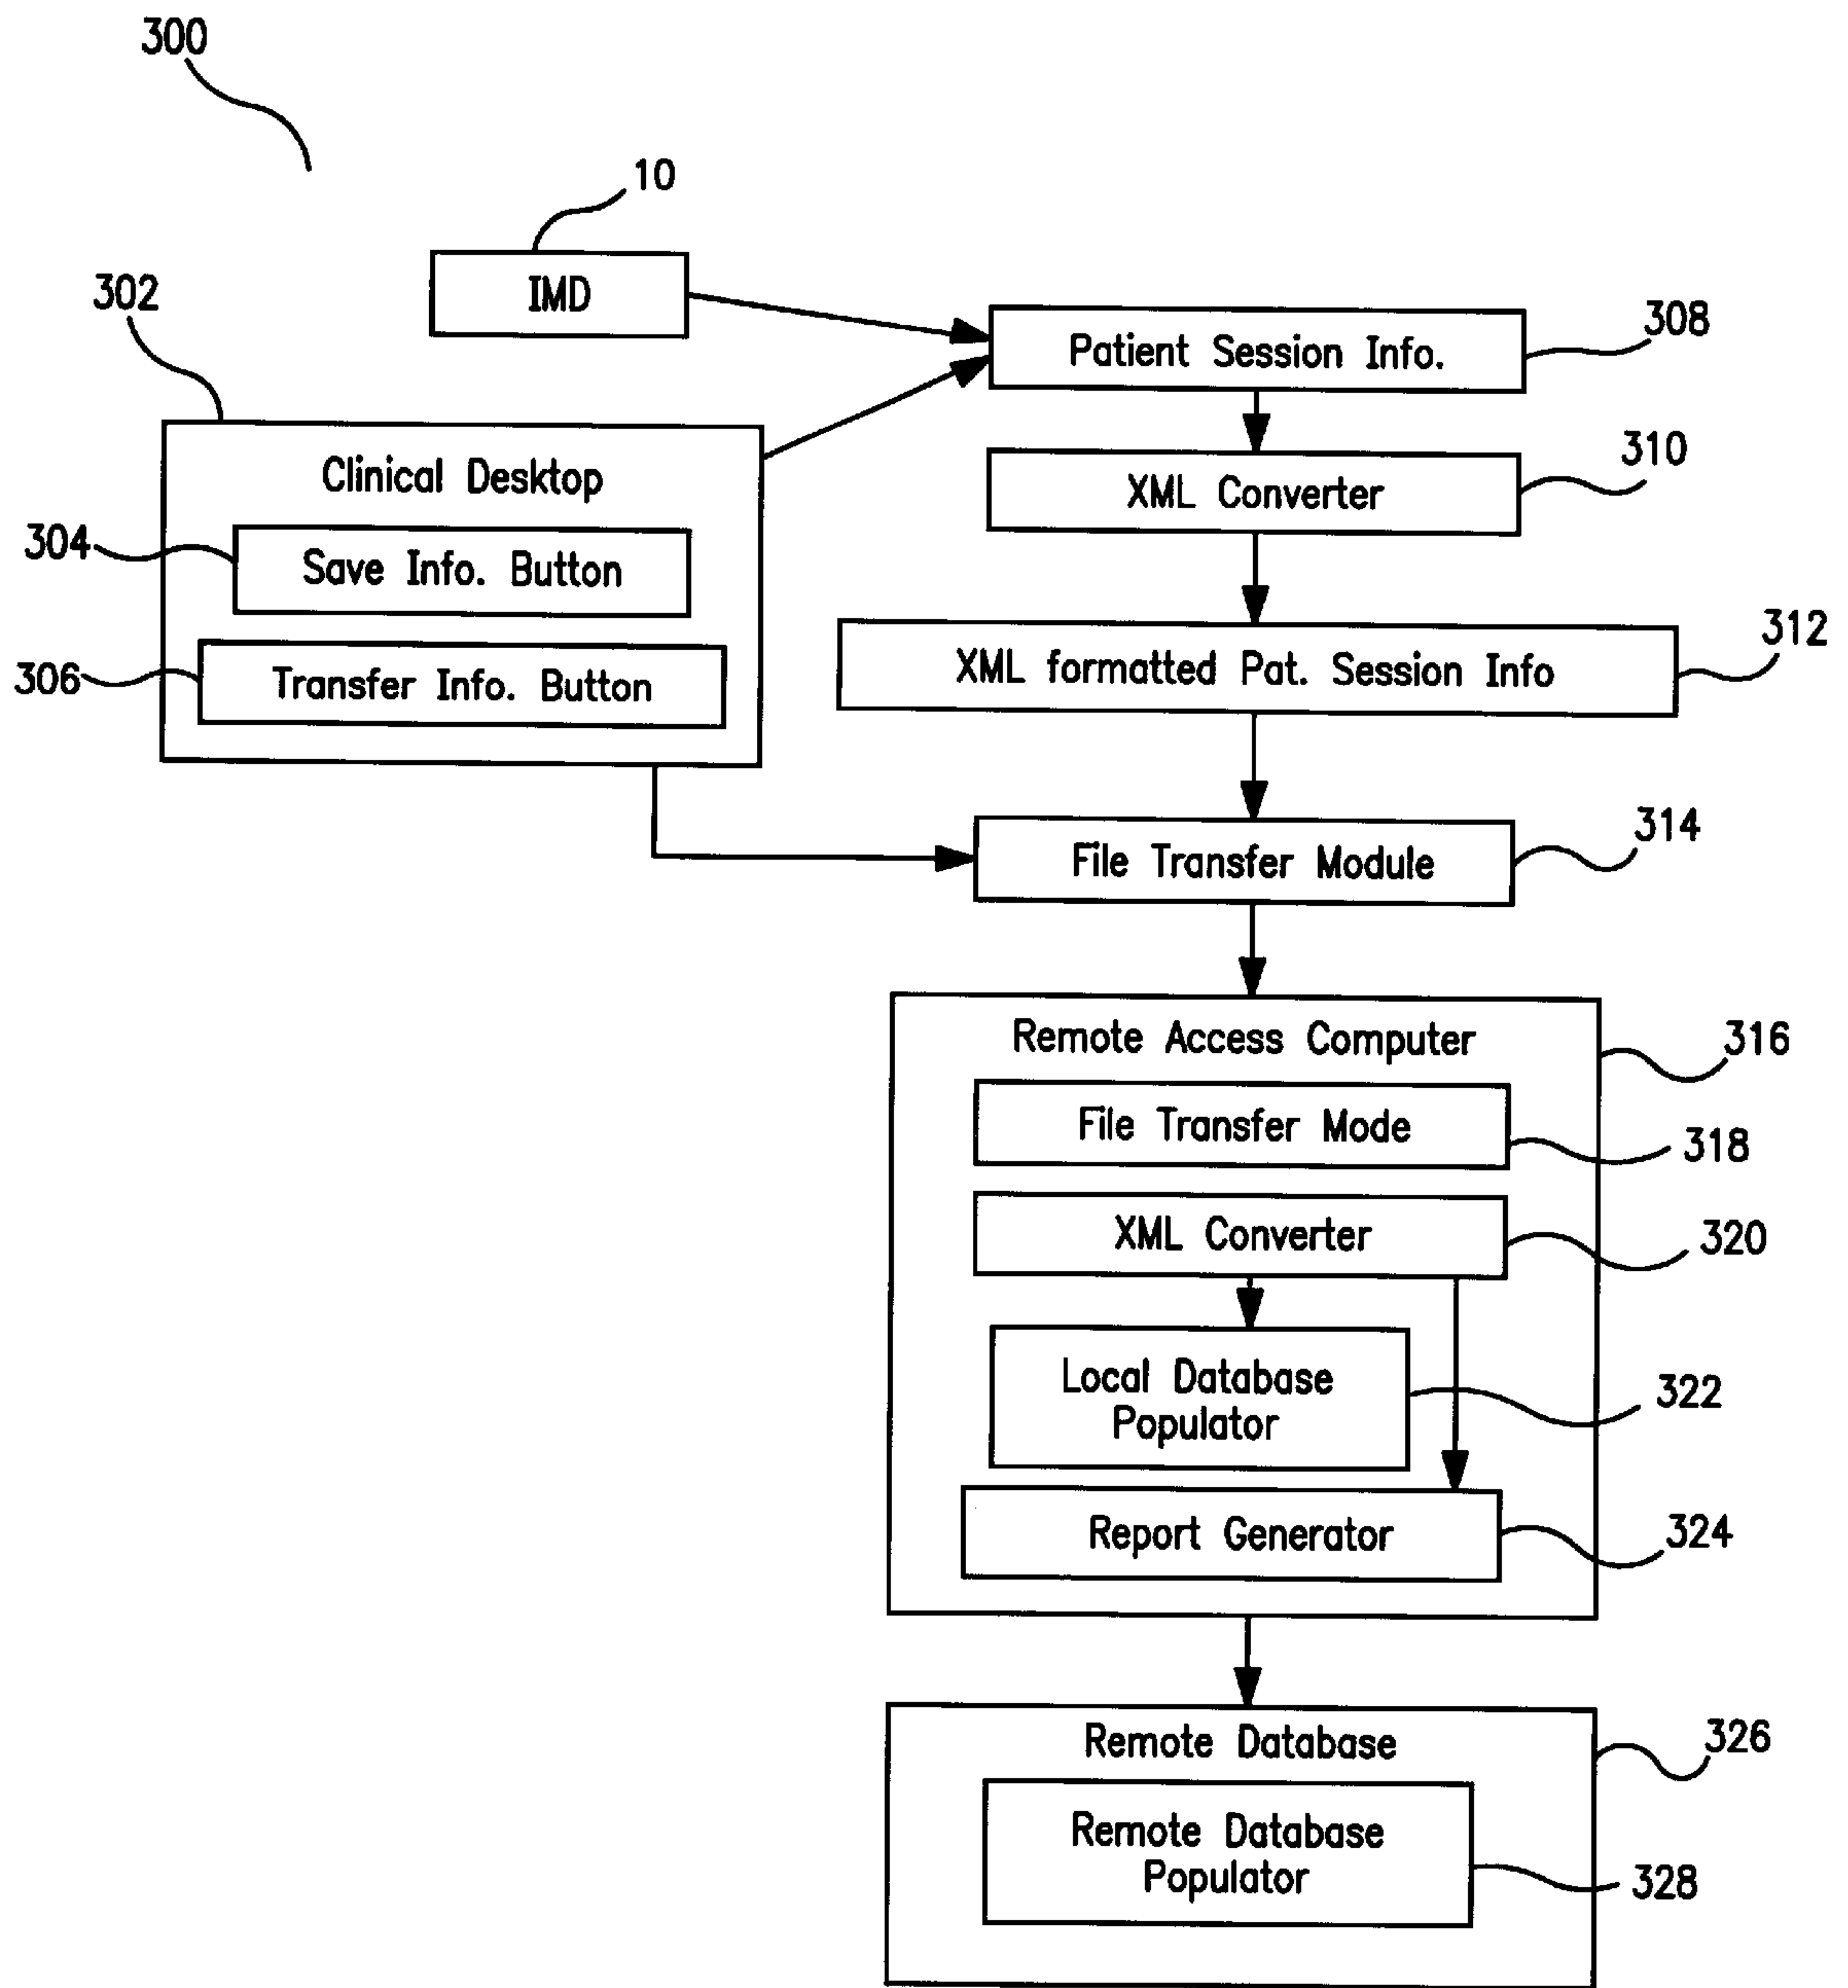 300
10
IMD
302
308
Patient Session Info.
Clinical Desktop
310
XML Converter
304
Save Info. Button
306
Transfer Info. Button
312
XML formatted Pat. Session Info
314
File Transfer Module
Remote Access Computer
316
File Transfer Mode
318
XML Converter
320
Local Database
Populator
322
Report Generator
324
Remote Database
326
Remote Database
Populator
328